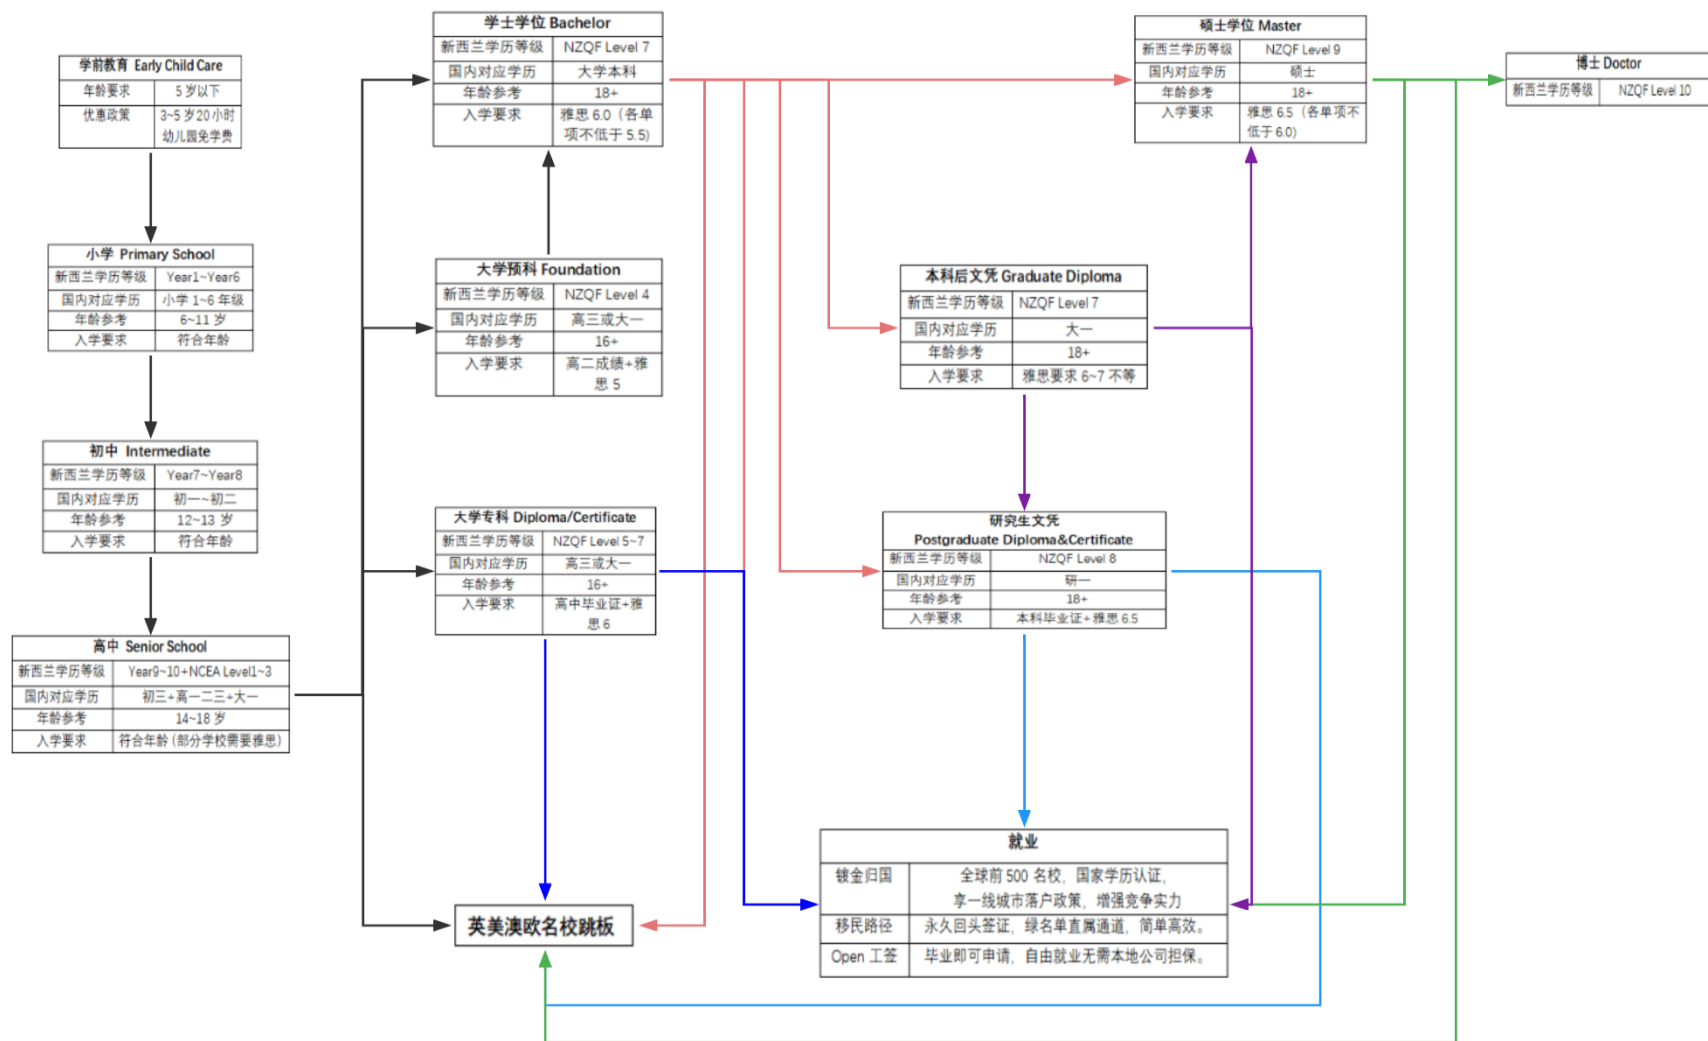 学前教育 Early Child Care
年龄要求 5 岁以下
优惠政策 3~5 岁20 小时
幼儿园免学费
小学 Primary School
新西兰学历等级 Year1~Year6
国内对应学历 小学 1~6 年级
年龄参考 6~11 岁
入学要求 符合年龄
初中 Intermediate
新西兰学历等级 Year7~Year8
国内对应学历 初一~初二
年龄参考 12~13 岁
入学要求 符合年龄
高中 Senior School
新西兰学历等级 Year9~10+NCEA Level1~3
国内对应学历 初三+高一二三+大一
年龄参考 14~18 岁
入学要求 符合年龄 (部分学校需要雅思)
学士学位 Bachelor
新西兰学历等级 NZQF Level 7
国内对应学历 大学本科
年龄参考 18+
入学要求 雅思 6.0（各单
项不低于 5.5)
大学预科 Foundation
新西兰学历等级 NZQF Level 4
国内对应学历 高三或大一
年龄参考 16+
入学要求 高二成绩+雅
思 5
大学专科 Diploma/Certificate
新西兰学历等级 NZQF Level 5~7
国内对应学历 高三或大一
年龄参考 16+
入学要求 高中毕业证+雅
思 6
英美澳欧名校跳板
硕士学位 Master
新西兰学历等级 NZQF Level 9
国内对应学历 硕士
年龄参考 18+
入学要求 雅思 6.5（各单项不
低于 6.0)
本科后文凭 Graduate Diploma
新西兰学历等级 NZQF Level 7
国内对应学历 大一
年龄参考 18+
入学要求 雅思要求 6~7 不等
研究生文凭
Postgraduate Diploma&Certificate
新西兰学历等级 NZQF Level 8
国内对应学历 研一
年龄参考 18+
入学要求 本科毕业证+雅思 6.5
就业
镀金归国 全球前 500 名校，国家学历认证，
享一线城市落户政策，增强竞争实力
移民路径 永久回头签证，绿名单直属通道，简单高效。
Open 工签 毕业即可申请，自由就业无需本地公司担保。
博士 Doctor
新西兰学历等级 NZQF Level 10